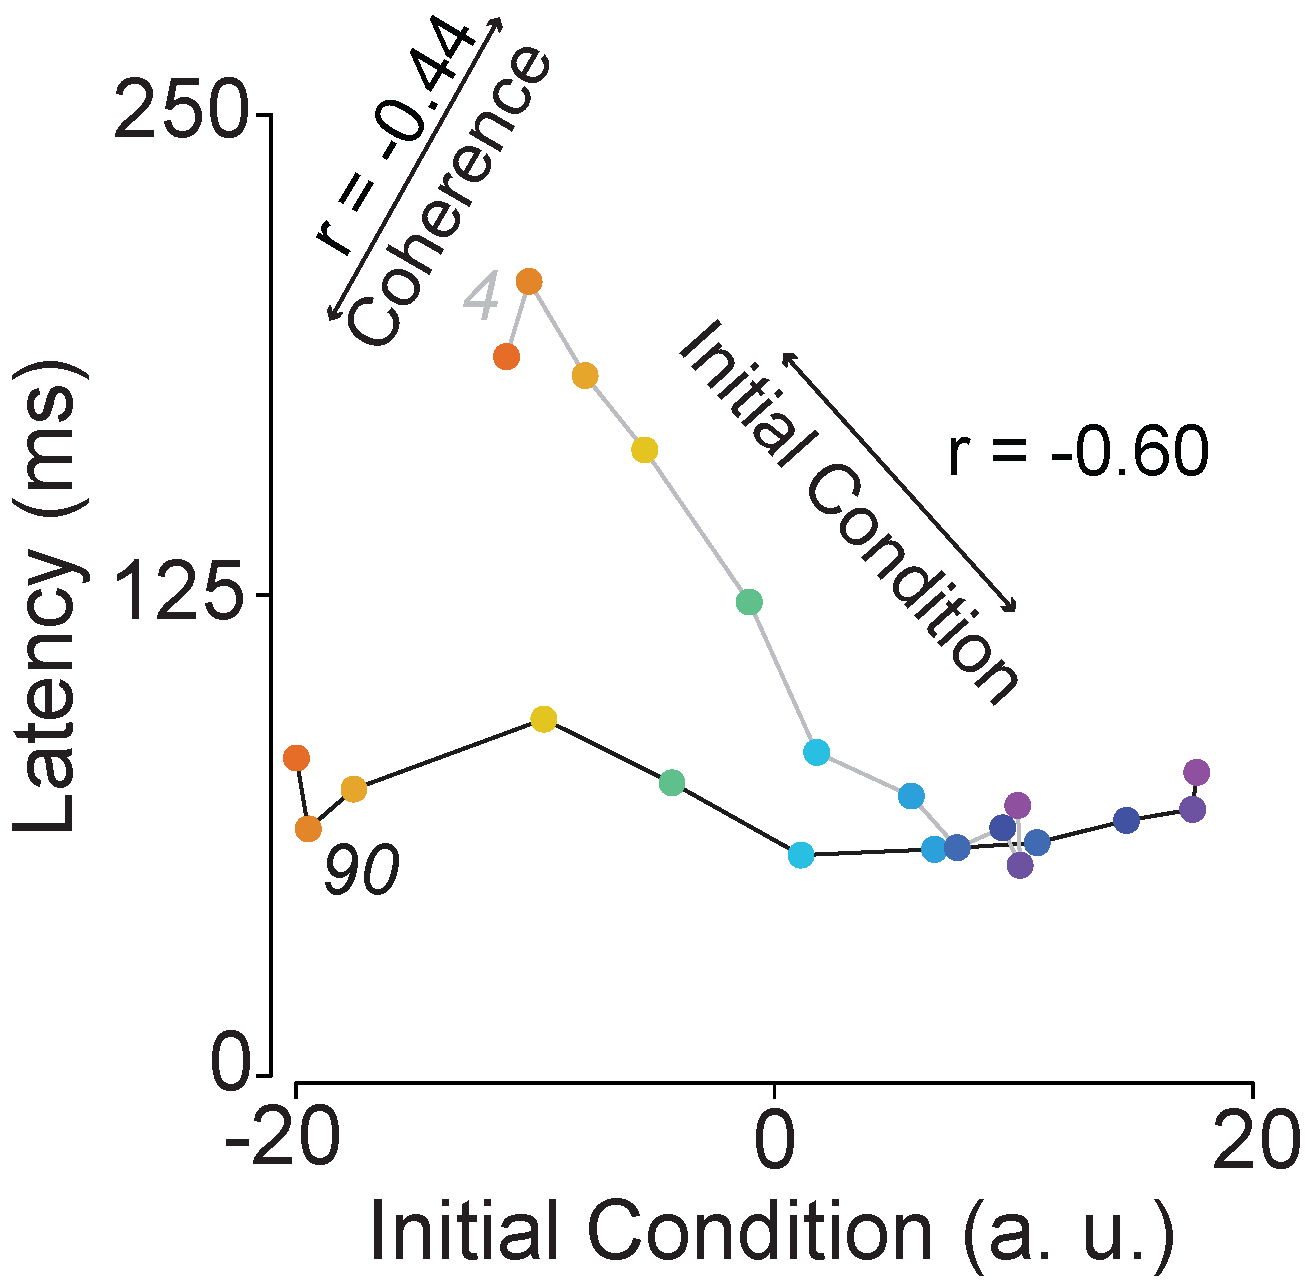 r = -0.44
Coherence
250
4
Initial Condition
r = -0.60
Latency (ms)
125
90
0
-20
0
20
Initial Condition (a. u.)